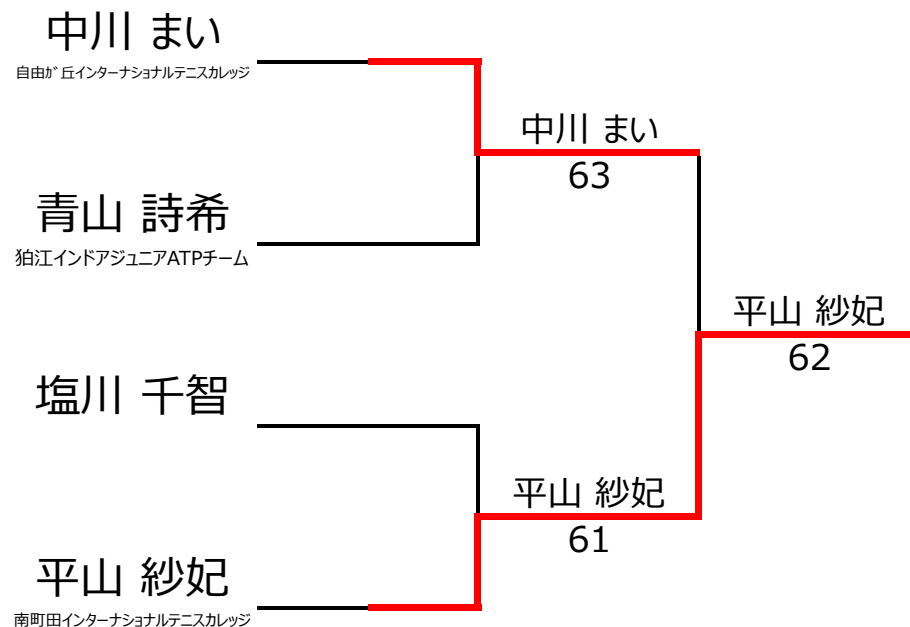 中川 まい
自由が丘インターナショナルテニスカレッジ
中川 まい
63
青山 詩希
狛江インドアジュニアATPチーム
平山 紗妃
62
塩川 千智
平山 紗妃
61
平山 紗妃
南町田インターナショナルテニスカレッジ